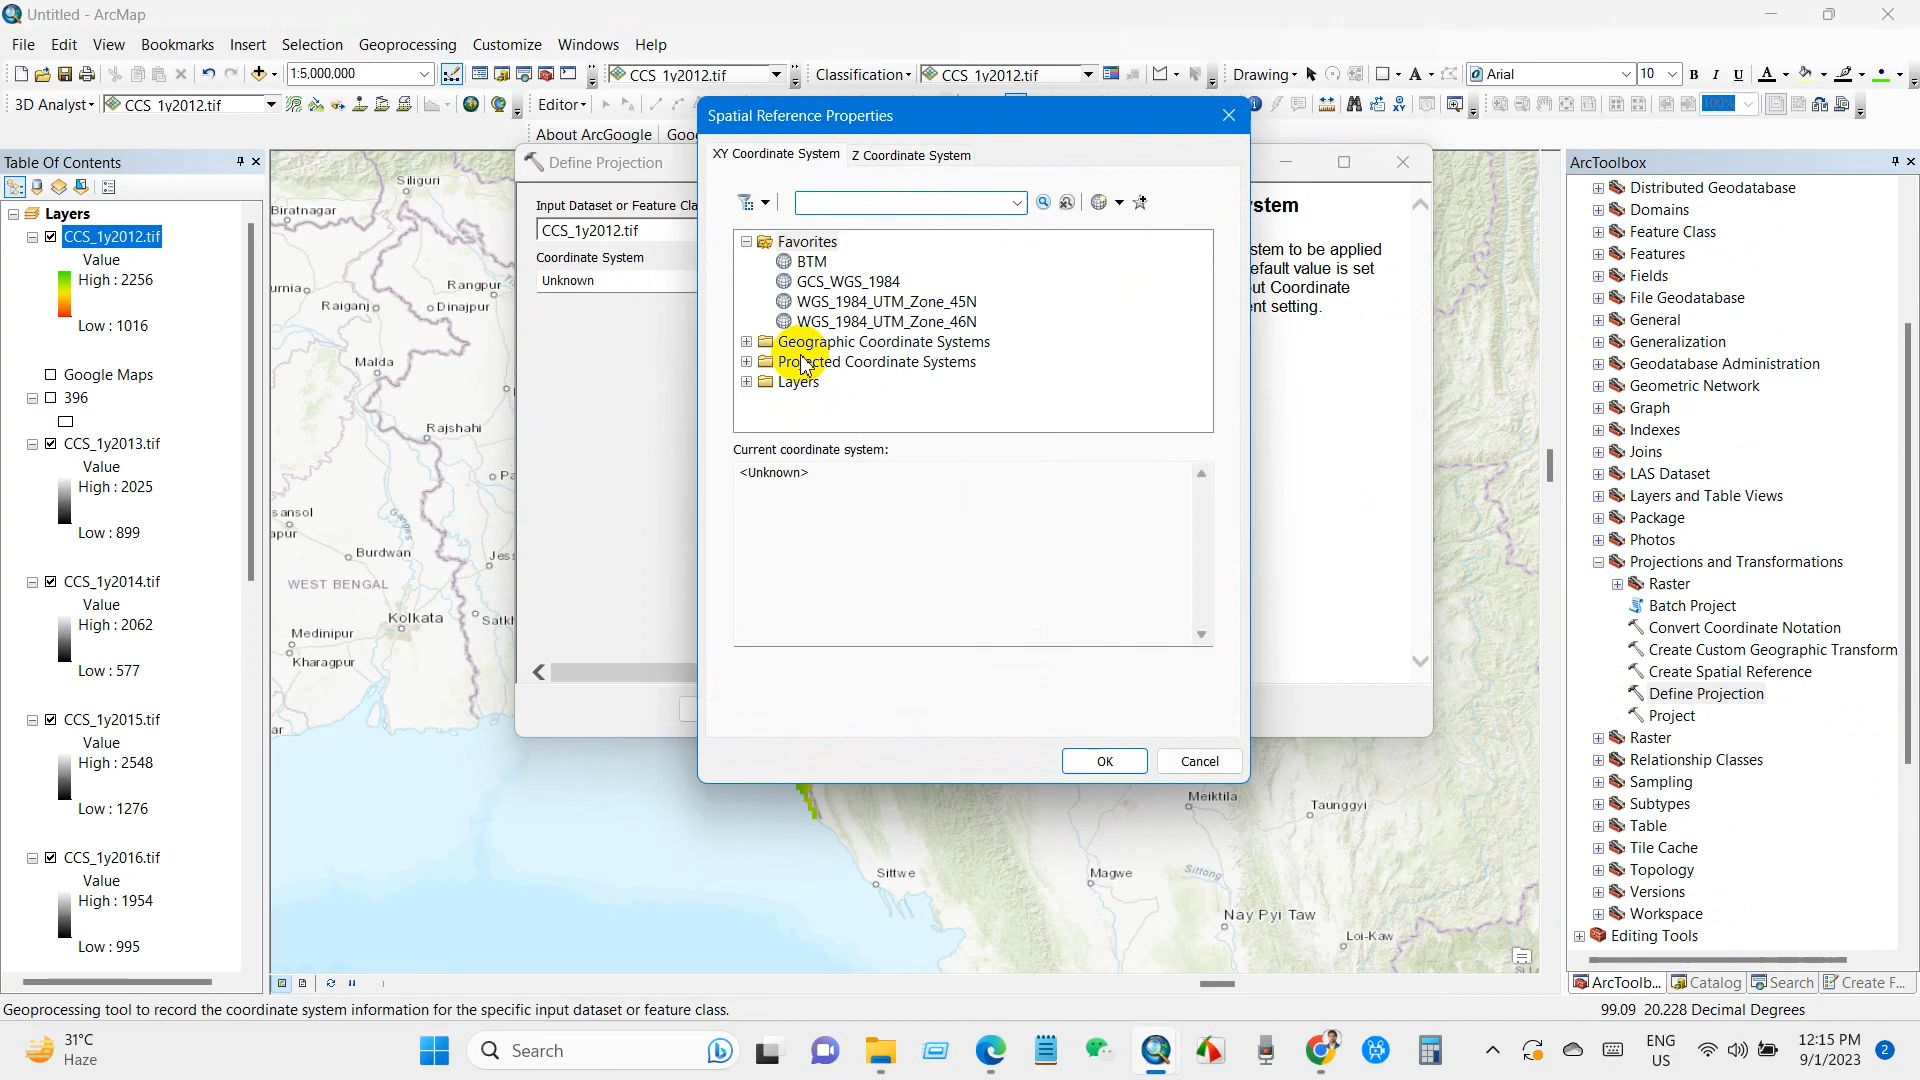 Untitled - ArcMap
File Edit View Bookmarks Insert Selection Geoprocessing Customize Windows Help
1:5,000,000 CCS_1y2012.tif Classification CCS_1y2012.tif Drawing Arial 10 B I U A
3D Analyst CCS_1y2012.tif Editor 100%
About ArcGoogle Goo
Table Of Contents
Layers
CCS_1y2012.tif
Value
High : 2256
Low : 1016
Google Maps
396
CCS_1y2013.tif
Value
High : 2025
Low : 899
CCS_1y2014.tif
Value
High : 2062
Low : 577
CCS_1y2015.tif
Value
High : 2548
Low : 1276
CCS_1y2016.tif
Value
High : 1954
Low : 995
Siliguri
Biratnagar
Rangpur
urnia
Raiganj
Dinajpur
Malda
Rajshahi
Pa
sansol
apur
Ganges
Burdwan
Jess
WEST BENGAL
Kolkata
Satkh
Medinipur
Kharagpur
ar
Define Projection
Input Dataset or Feature Cla
CCS_1y2012.tif
Coordinate System
Unknown
stem
stem to be applied
efault value is set
ut Coordinate
nt setting.
Spatial Reference Properties
XY Coordinate System Z Coordinate System
Favorites
BTM
GCS_WGS_1984
WGS_1984_UTM_Zone_45N
WGS_1984_UTM_Zone_46N
Geographic Coordinate Systems
Projected Coordinate Systems
Layers
Current coordinate system:
<Unknown>
OK Cancel
Meiktila
Taunggyi
Sittwe
Magwe
Sittong
Nay Pyi Taw
Loi-Kaw
ArcToolbox
Distributed Geodatabase
Domains
Feature Class
Features
Fields
File Geodatabase
General
Generalization
Geodatabase Administration
Geometric Network
Graph
Indexes
Joins
LAS Dataset
Layers and Table Views
Package
Photos
Projections and Transformations
Raster
Batch Project
Convert Coordinate Notation
Create Custom Geographic Transform
Create Spatial Reference
Define Projection
Project
Raster
Relationship Classes
Sampling
Subtypes
Table
Tile Cache
Topology
Versions
Workspace
Editing Tools
ArcToolb... Catalog Search Create F...
Geoprocessing tool to record the coordinate system information for the specific input dataset or feature class.
99.09 20.228 Decimal Degrees
31°C
Haze
Search
ENG
US
12:15 PM
9/1/2023
2